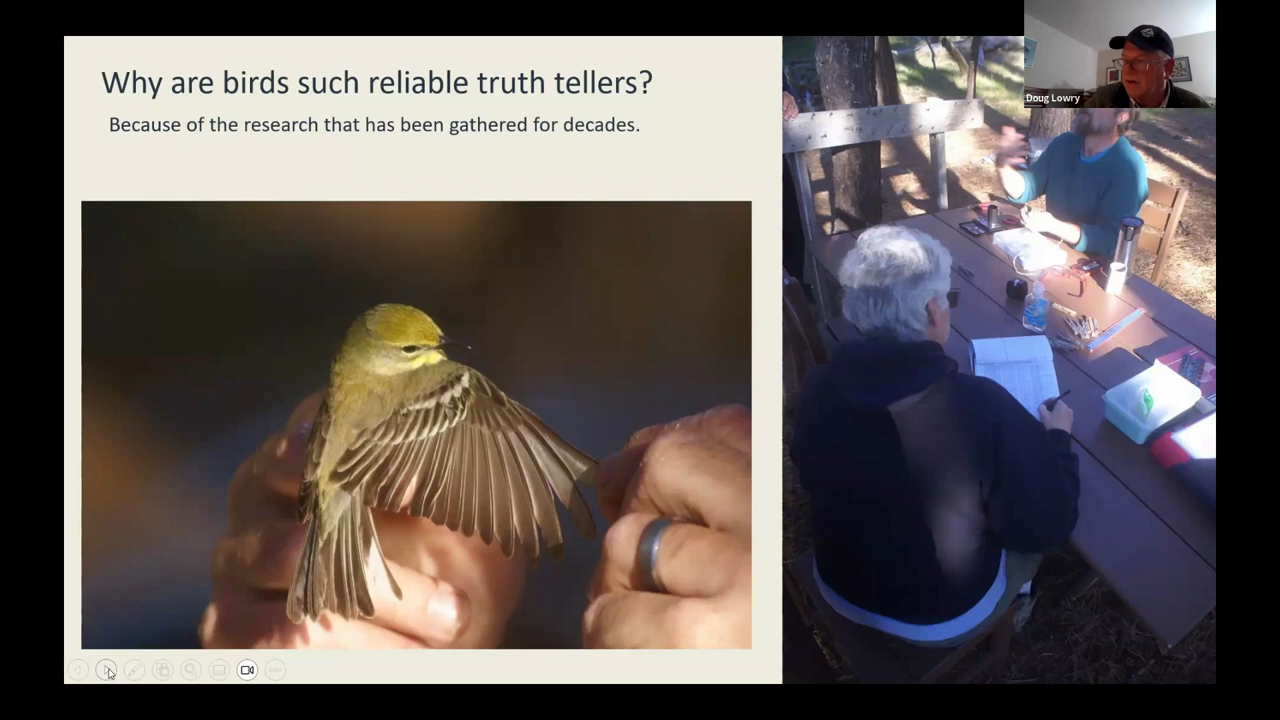 Why are birds such reliable truth tellers?
Because of the research that has been gathered for decades.
Doug Lowry